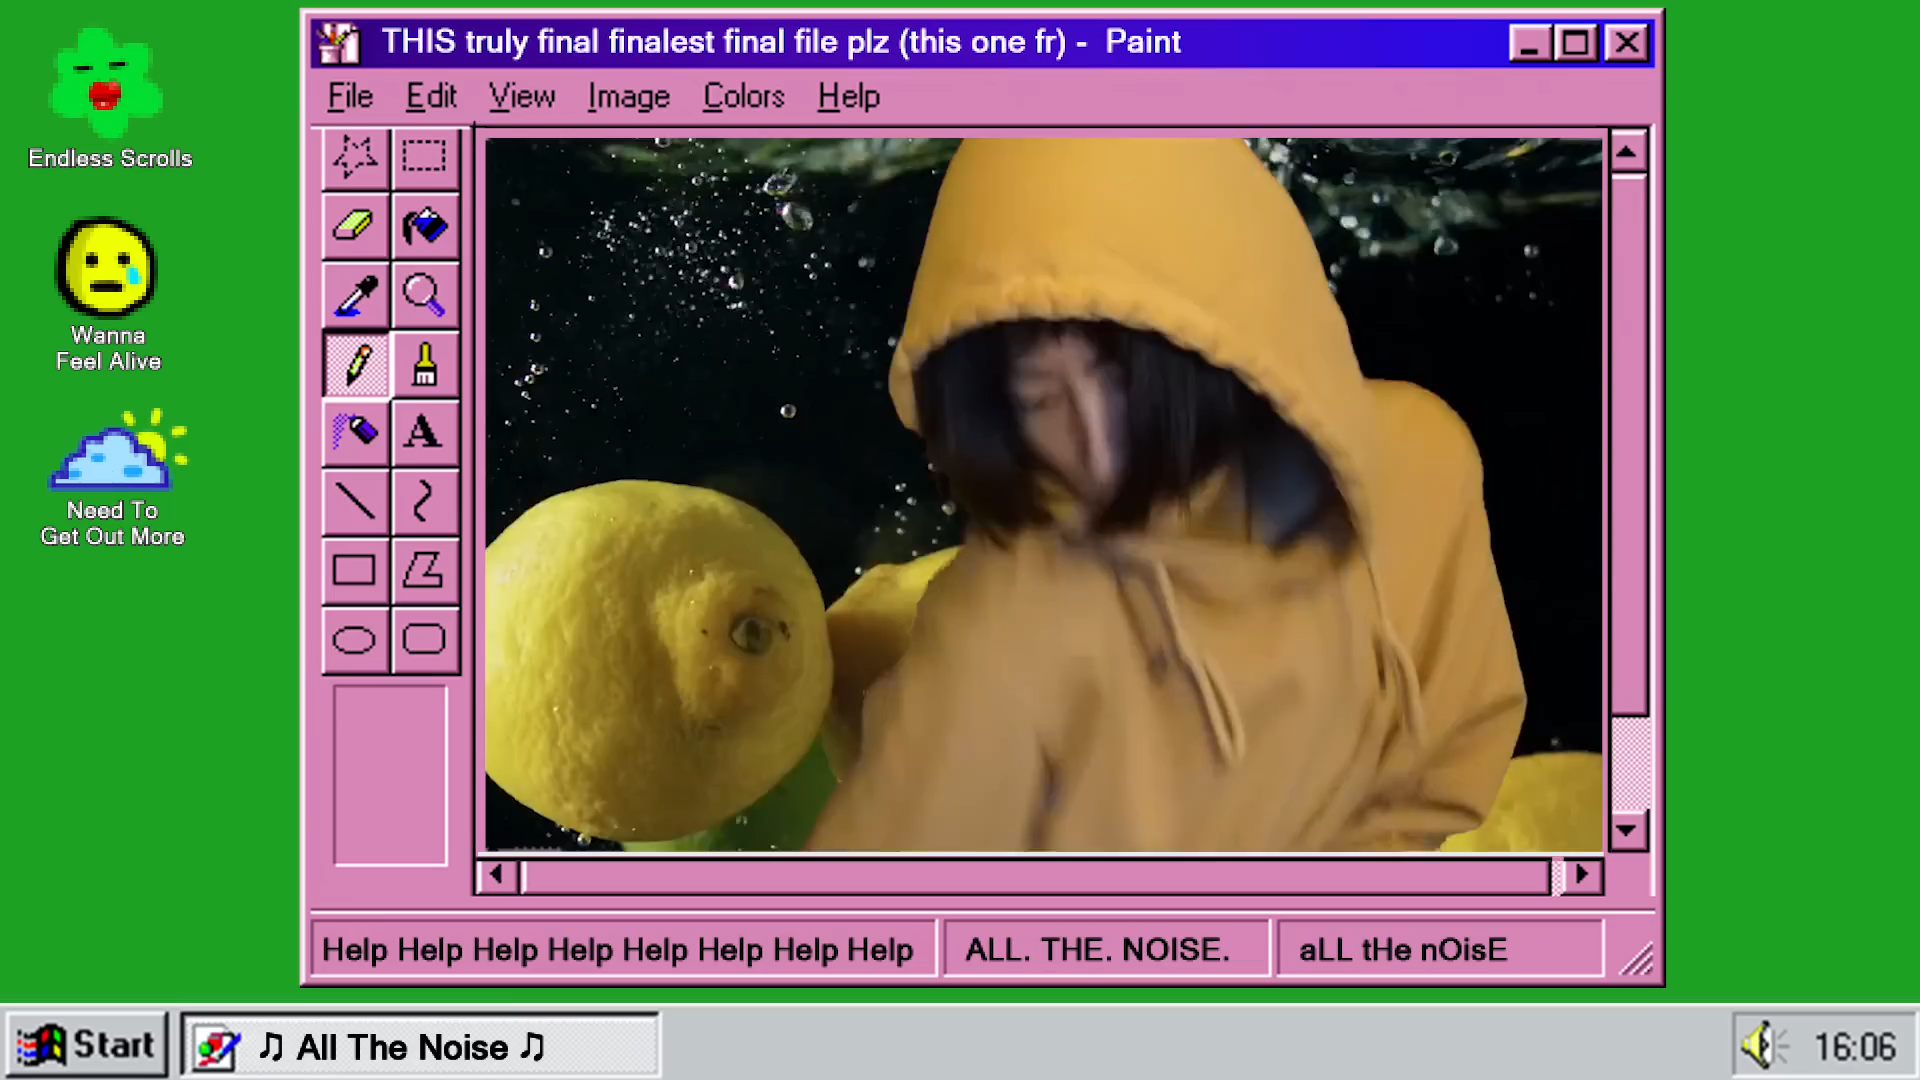 THIS truly final finalest final file plz (this one fr) - Paint
File Edit View Image Colors Help
A
Endless Scrolls
Wanna
Feel Alive
Need To
Get Out More
Help Help Help Help Help Help Help Help
ALL. THE. NOISE.
aLL tHe nOisE
Start
♫ All The Noise ♫
16:06